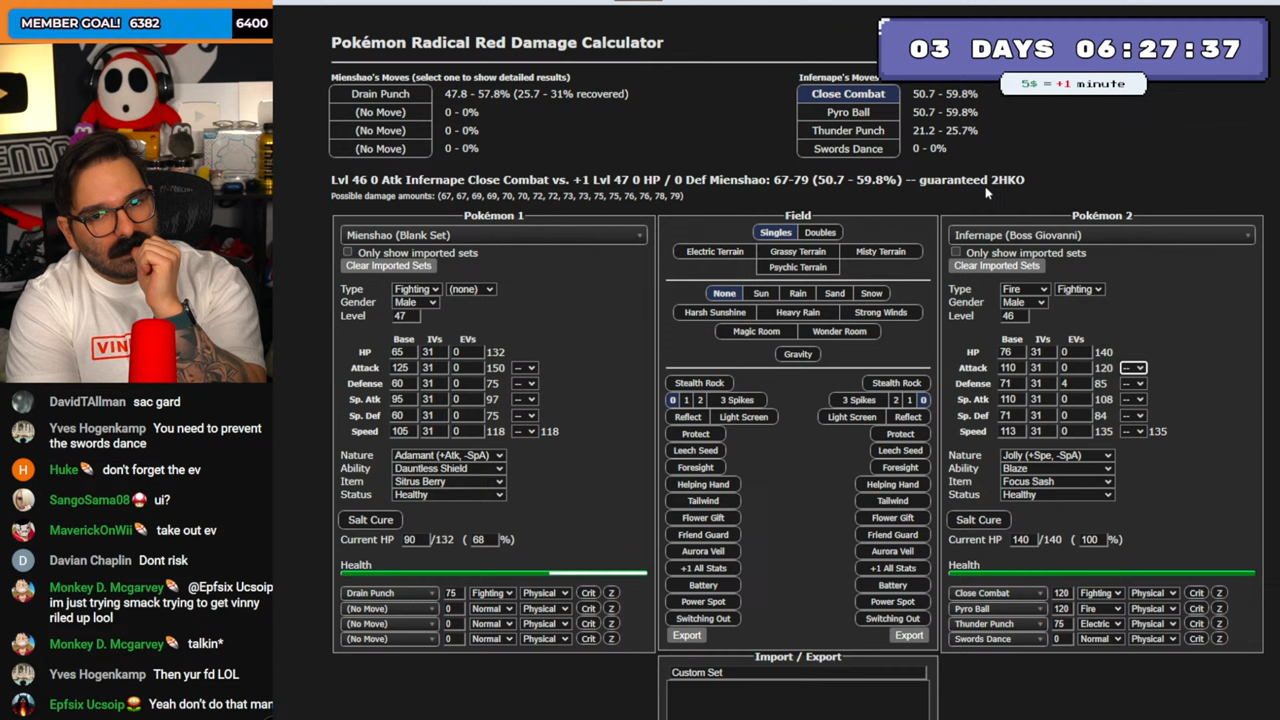 MEMBER GOAL! 6382
6400
03 DAYS 06:27:37
5$ = +1 minute
VIN
DavidTAllman sac gard
Yves Hogenkamp You need to prevent
the swords dance
H Huke don't forget the ev
SangoSama08 ui?
MaverickOnWii take out ev
Davian Chaplin Dont risk
Monkey D. Mcgarvey @Epfsix Ucsoip
im just trying smack trying to get vinny
riled up lool
Monkey D. Mcgarvey talkin*
Yves Hogenkamp Then yur fd LOL
Epfsix Ucsoip Yeah don't do that man
Pokémon Radical Red Damage Calculator
Mienshao's Moves (select one to show detailed results)
Drain Punch 47.8 - 57.8% (25.7 - 31% recovered)
(No Move) 0 - 0%
(No Move) 0 - 0%
(No Move) 0 - 0%
Infernape's Moves
Close Combat 50.7 - 59.8%
Pyro Ball 50.7 - 59.8%
Thunder Punch 21.2 - 25.7%
Swords Dance 0 - 0%
Lvl 46 0 Atk Infernape Close Combat vs. +1 Lvl 47 0 HP / 0 Def Mienshao: 67-79 (50.7 - 59.8%) -- guaranteed 2HKO
Possible damage amounts: (67, 67, 69, 69, 70, 70, 72, 72, 73, 73, 75, 75, 76, 76, 78, 79)
Pokémon 1
Mienshao (Blank Set)
Only show imported sets
Clear Imported Sets
Type Fighting (none)
Gender Male
Level 47
Base IVs EVs
HP 65 31 0 132
Attack 125 31 0 150 --
Defense 60 31 0 75 --
Sp. Atk 95 31 0 97 --
Sp. Def 60 31 0 75 --
Speed 105 31 0 118 -- 118
Nature Adamant (+Atk, -SpA)
Ability Dauntless Shield
Item Sitrus Berry
Status Healthy
Salt Cure
Current HP 90 /132 ( 68 %)
Health
Drain Punch 75 Fighting Physical Crit Z
(No Move) 0 Normal Physical Crit Z
(No Move) 0 Normal Physical Crit Z
(No Move) 0 Normal Physical Crit Z
Field
Singles Doubles
Electric Terrain Grassy Terrain Misty Terrain
Psychic Terrain
None Sun Rain Sand Snow
Harsh Sunshine Heavy Rain Strong Winds
Magic Room Wonder Room
Gravity
Stealth Rock Stealth Rock
0 1 2 3 Spikes 3 Spikes 2 1 0
Reflect Light Screen Light Screen Reflect
Protect Protect
Leech Seed Leech Seed
Foresight Foresight
Helping Hand Helping Hand
Tailwind Tailwind
Flower Gift Flower Gift
Friend Guard Friend Guard
Aurora Veil Aurora Veil
+1 All Stats +1 All Stats
Battery Battery
Power Spot Power Spot
Switching Out Switching Out
Export Export
Import / Export
Custom Set
Pokémon 2
Infernape (Boss Giovanni)
Only show imported sets
Clear Imported Sets
Type Fire Fighting
Gender Male
Level 46
Base IVs EVs
HP 76 31 0 140
Attack 110 31 0 120 --
Defense 71 31 4 85 --
Sp. Atk 110 31 0 108 --
Sp. Def 71 31 0 84 --
Speed 113 31 0 135 -- 135
Nature Jolly (+Spe, -SpA)
Ability Blaze
Item Focus Sash
Status Healthy
Salt Cure
Current HP 140 /140 ( 100 %)
Health
Close Combat 120 Fighting Physical Crit Z
Pyro Ball 120 Fire Physical Crit Z
Thunder Punch 75 Electric Physical Crit Z
Swords Dance 0 Normal Physical Crit Z